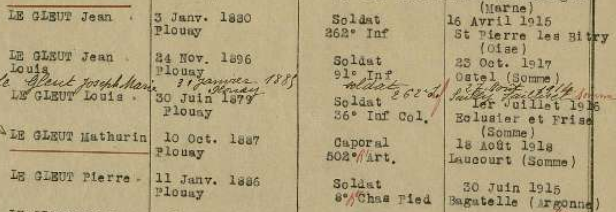 (Marne)
LE GLEUT Jean 3 Janv. 1880 Soldat 16 Avril 1915
Plouay 262° Inf St Pierre les Bitry
(Oise)
LE GLEUT Jean 24 Nov. 1896 Soldat 23 Oct. 1917
Louis Plouay 91° Inf Ostel (Somme)
Le Gleut Joseph Marie 31 janvier 1885 Plouay soldat 262 Somme
LE GLEUT Louis 30 Juin 1879 Soldat 1er Juillet 1916
Plouay 36° Inf Col. Eclusier et Frise
(Somme)
LE GLEUT Mathurin 10 Oct. 1887 Caporal 18 Août 1918
Plouay 502° Art. Laucourt (Somme)
LE GLEUT Pierre 11 Janv. 1886 Soldat 30 Juin 1915
Plouay 8° Chas Pied Bagatelle (Argonne)